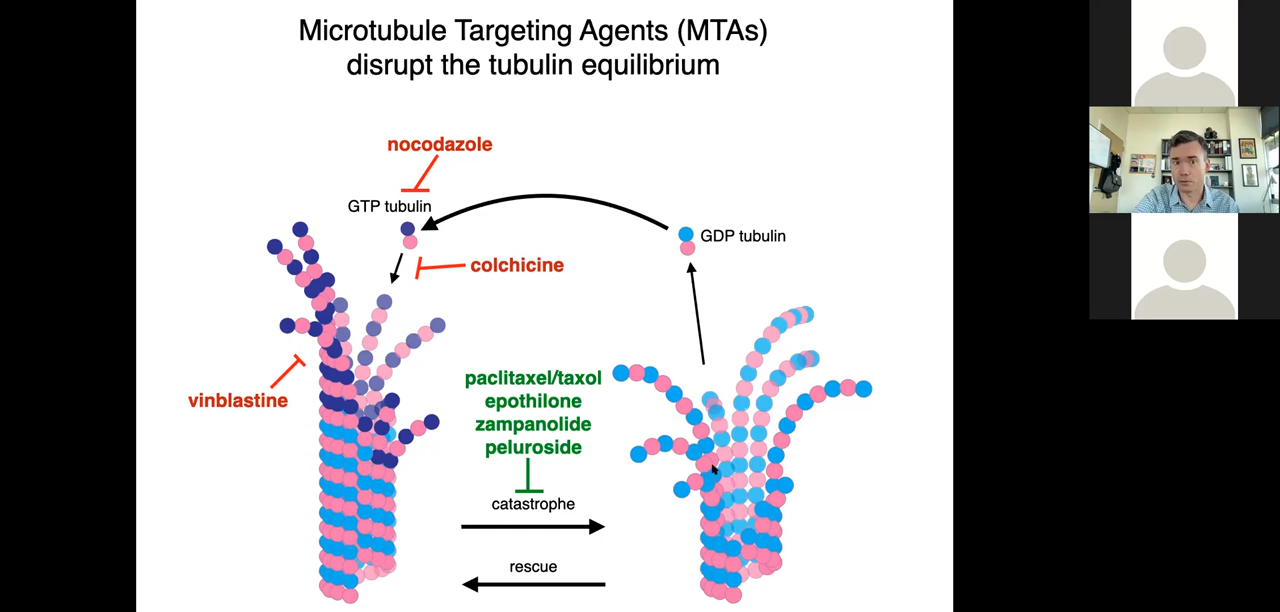 Microtubule Targeting Agents (MTAs)
disrupt the tubulin equilibrium
nocodazole
GTP tubulin
GDP tubulin
colchicine
vinblastine
paclitaxel/taxol
epothilone
zampanolide
peluroside
catastrophe
rescue